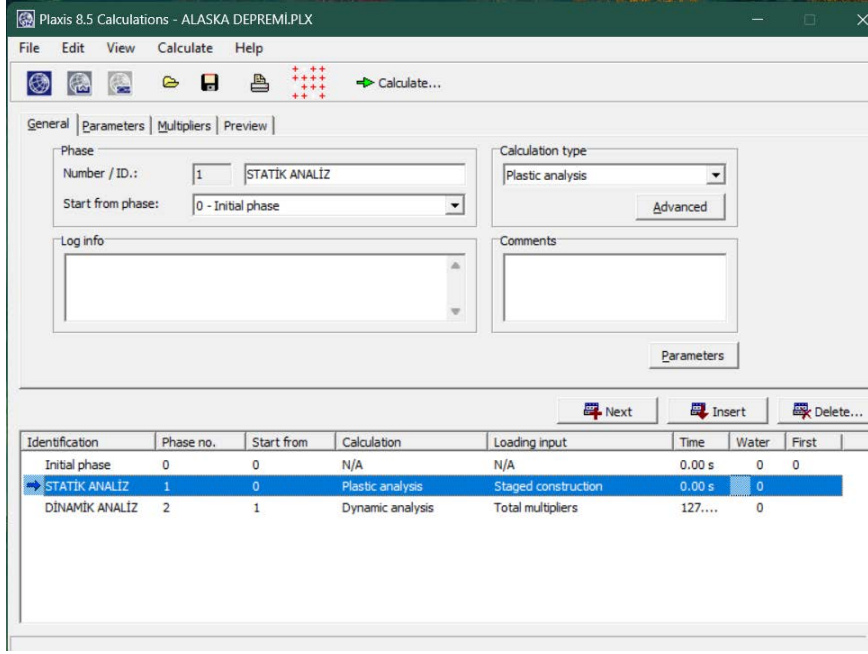 Plaxis 8.5 Calculations - ALASKA DEPREMİ.PLX
File Edit View Calculate Help
Calculate...
General Parameters Multipliers Preview
Phase
Number / ID.: 1 STATİK ANALİZ
Start from phase: 0 - Initial phase
Calculation type
Plastic analysis
Advanced
Log info
Comments
Parameters
Next Insert Delete...
Identification Phase no. Start from Calculation Loading input Time Water First
Initial phase 0 0 N/A N/A 0.00 s 0 0
STATİK ANALİZ 1 0 Plastic analysis Staged construction 0.00 s 0
DİNAMİK ANALİZ 2 1 Dynamic analysis Total multipliers 127.... 0